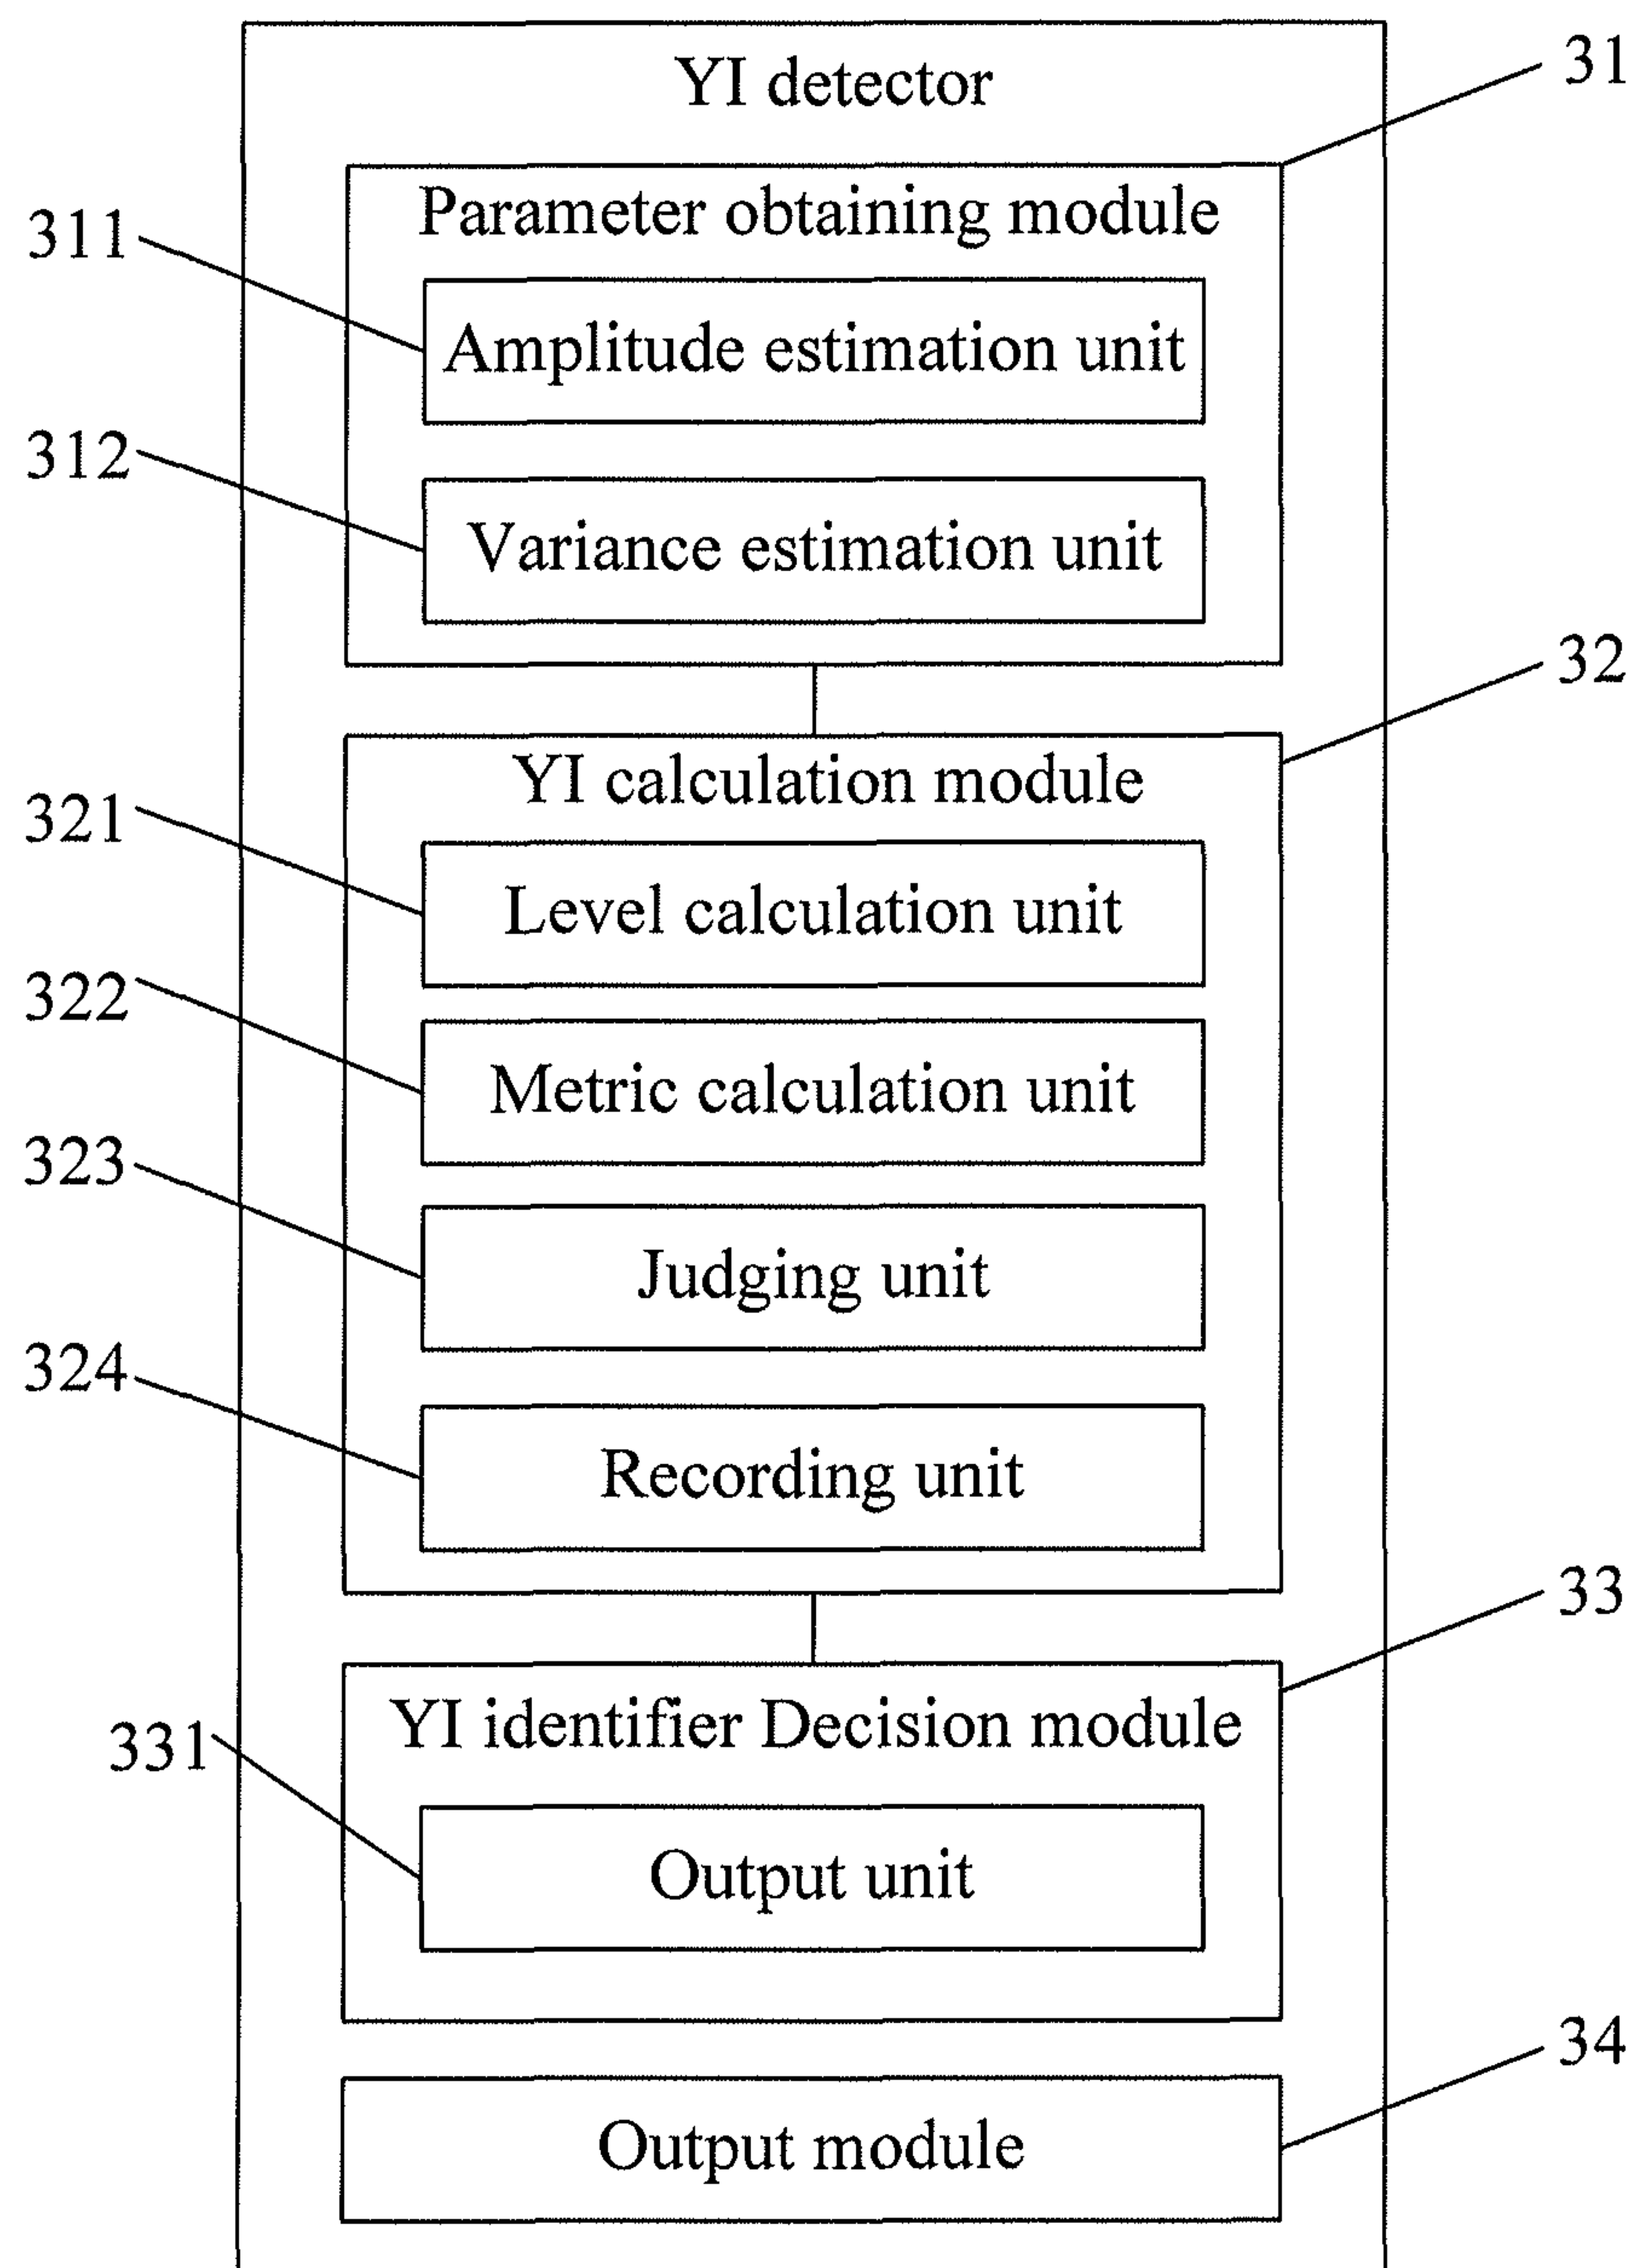 YI detector
31
Parameter obtaining module
311
Amplitude estimation unit
312
Variance estimation unit
32
YI calculation module
321
Level calculation unit
322
Metric calculation unit
323
Judging unit
324
Recording unit
33
YI identifier Decision module
331
Output unit
34
Output module